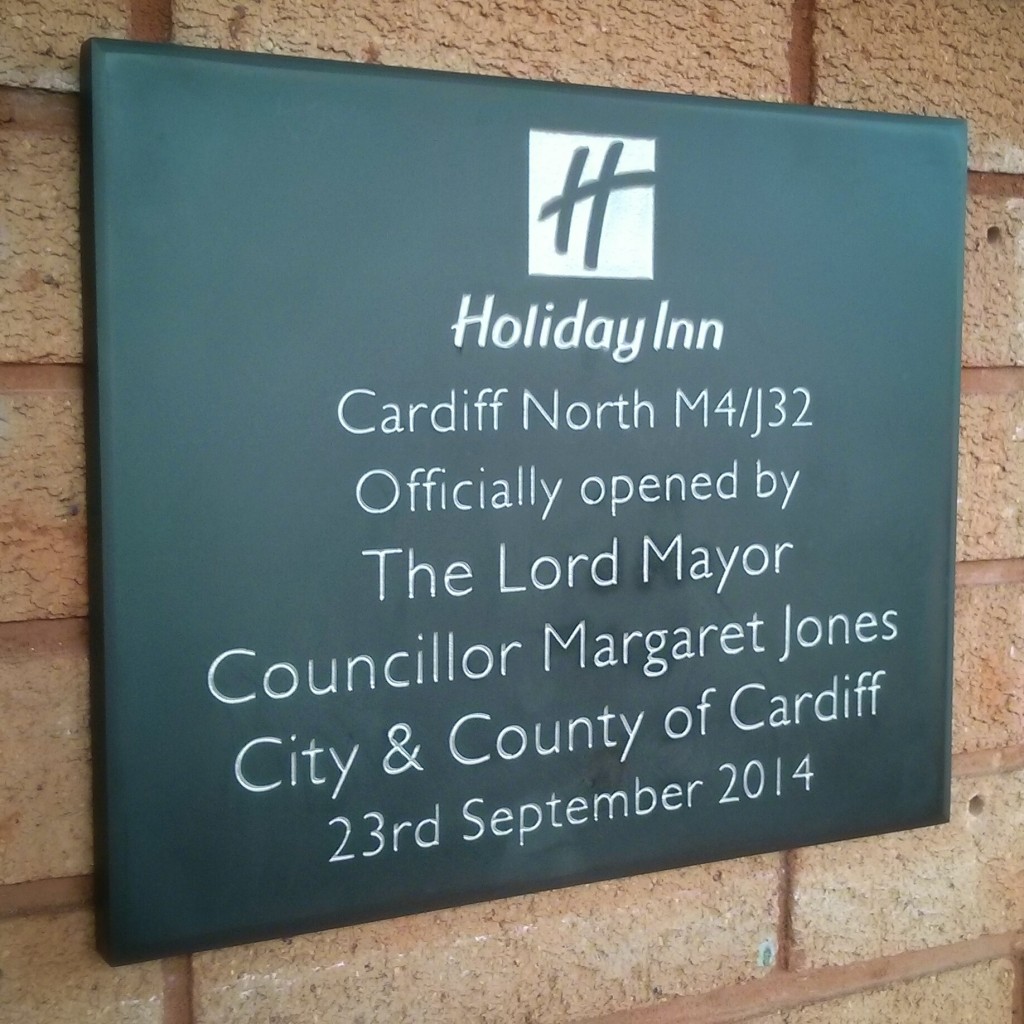 H
Holiday Inn
Cardiff North M4/J32
Officially opened by
The Lord Mayor
Councillor Margaret Jones
City & County of Cardiff
23rd September 2014